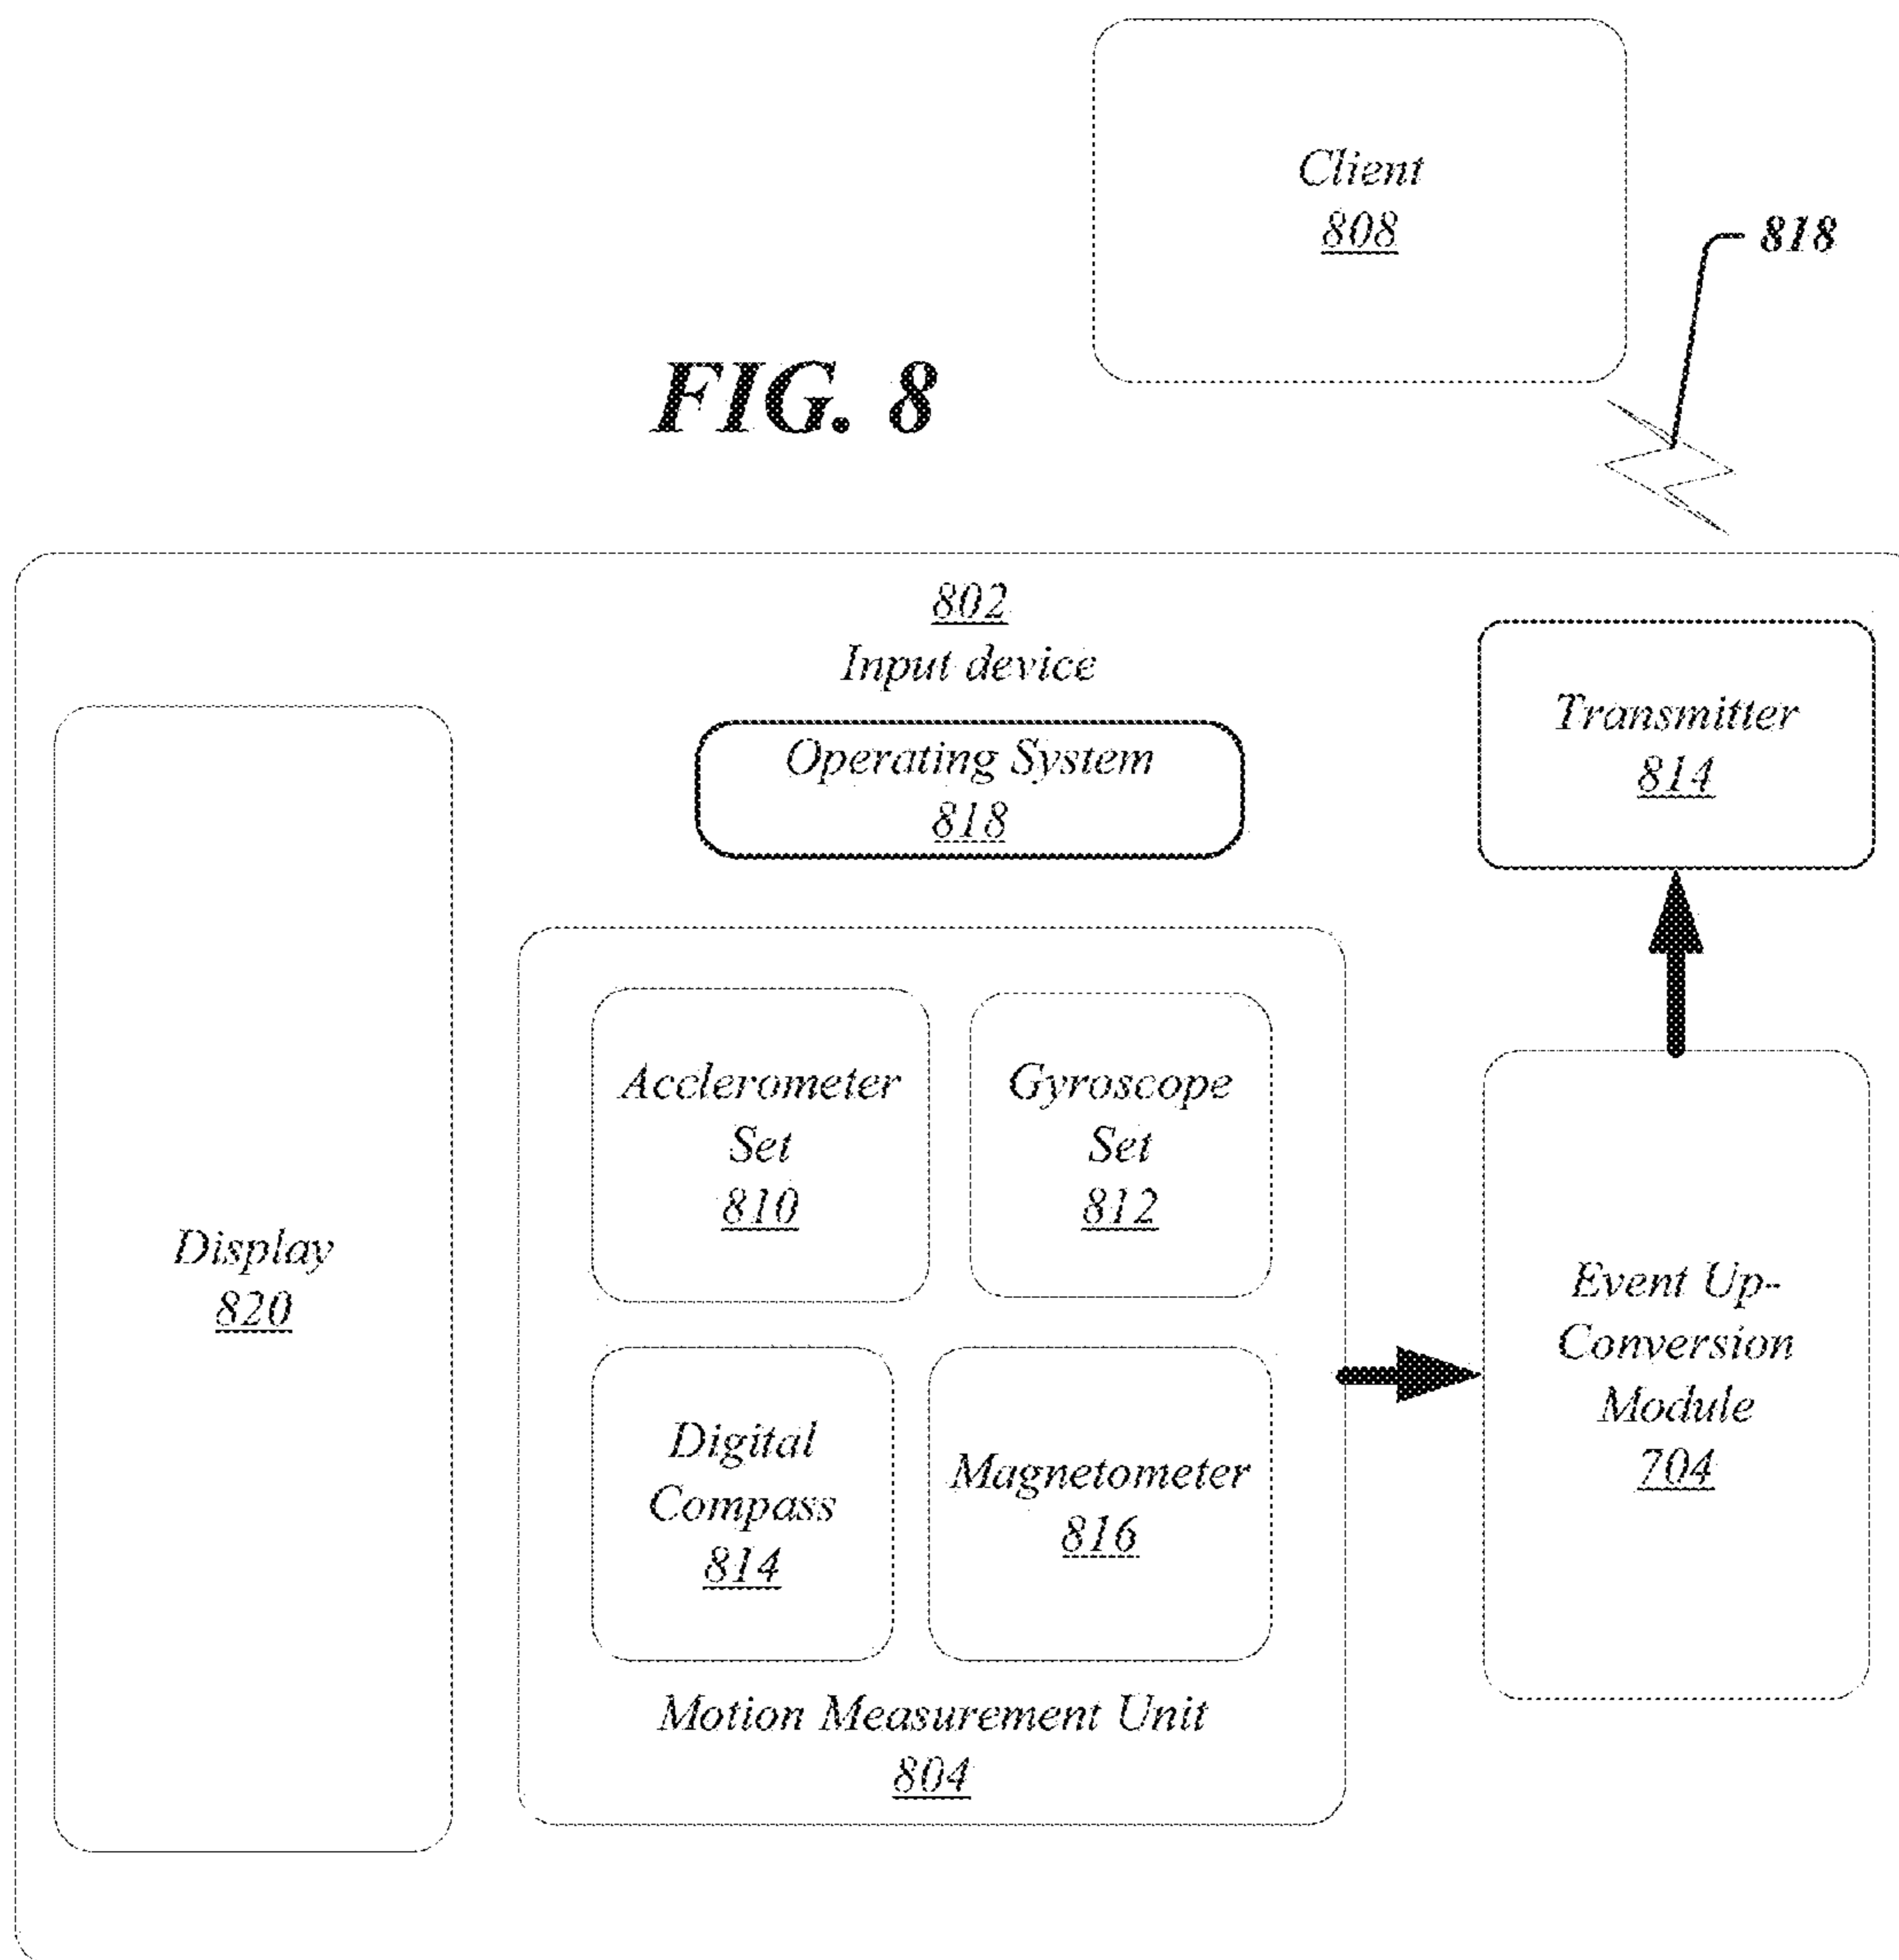 Client
808
818
FIG. 8
802
Input device
Operating System
818
Transmitter
814
Acclerometer
Set
810
Gyroscope
Set
812
Display
820
Event Up-
Conversion
Module
704
Digital
Compass
814
Magnetometer
816
Motion Measurement Unit
804